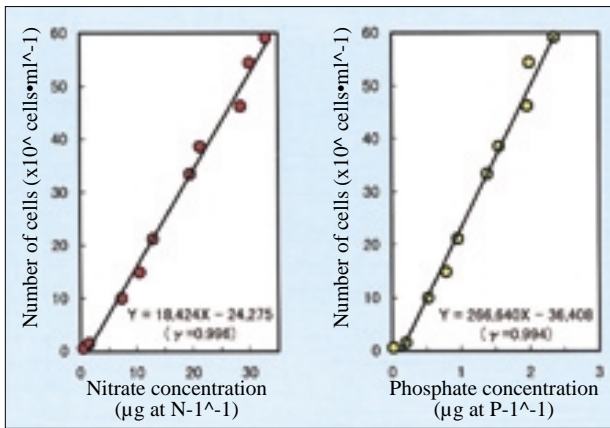 Number of cells (x10^ cells•ml^-1)
60
50
40
30
20
10
0
Y = 18,424X − 24,275
( γ=0.996)
0
10
20
30
Nitrate concentration
(µg at N-1^-1)
Number of cells (x10^ cells•ml^-1)
60
50
40
30
20
10
0
Y = 266,640X − 36,408
( γ=0.994)
0
1
2
3
Phosphate concentration
(µg at P-1^-1)